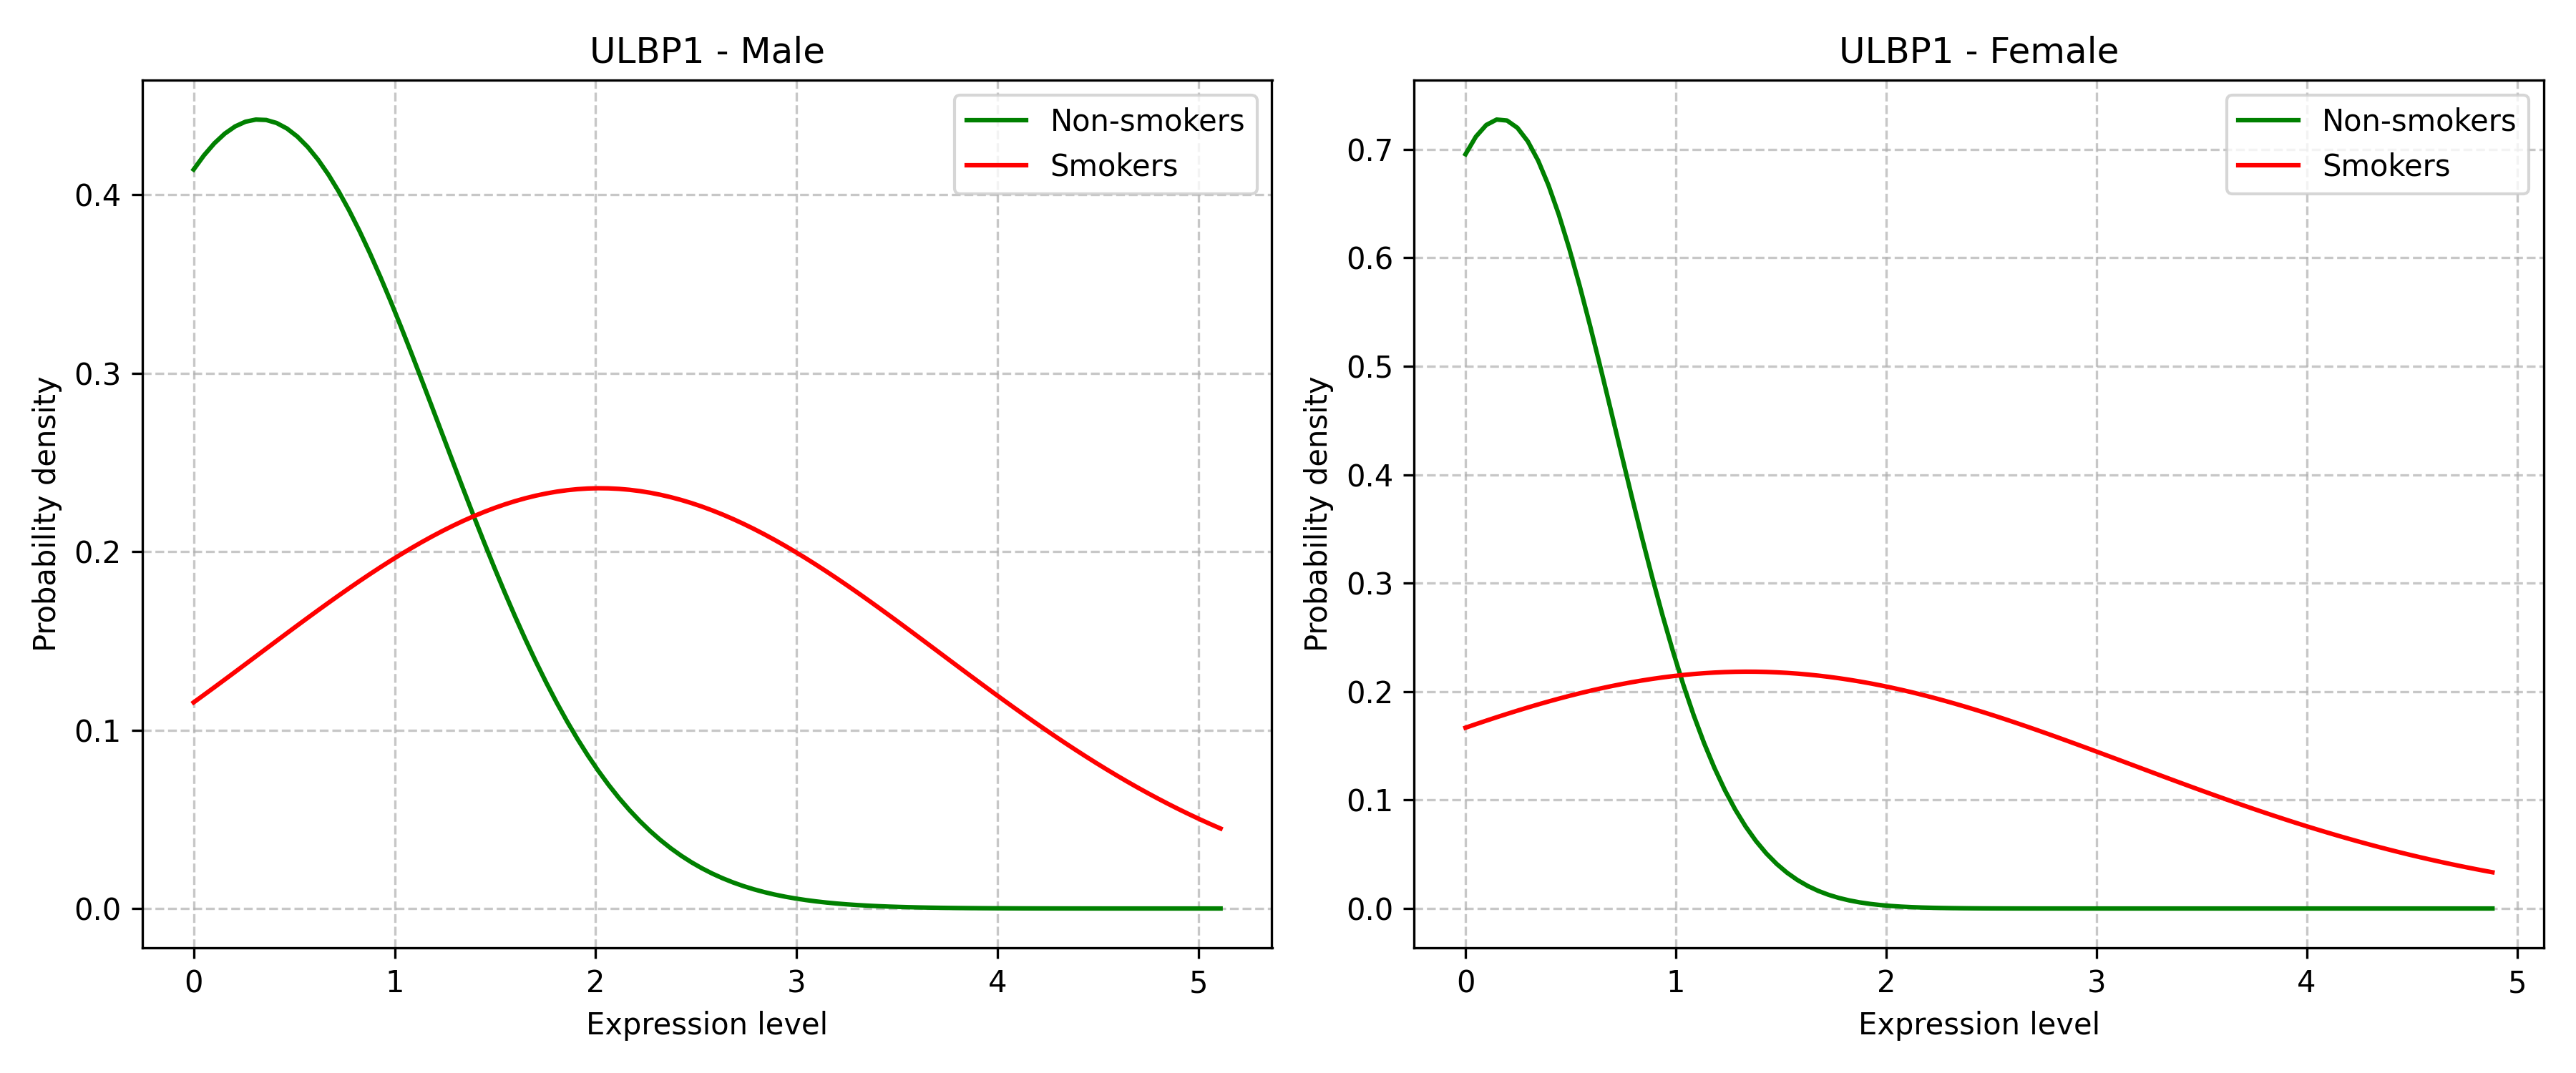 ULBP1 - Male
Non-smokers
Smokers
0.4
0.3
0.2
0.1
0.0
Probability density
0 1 2 3 4 5
Expression level
ULBP1 - Female
Non-smokers
Smokers
0.7
0.6
0.5
0.4
0.3
0.2
0.1
0.0
Probability density
0 1 2 3 4 5
Expression level